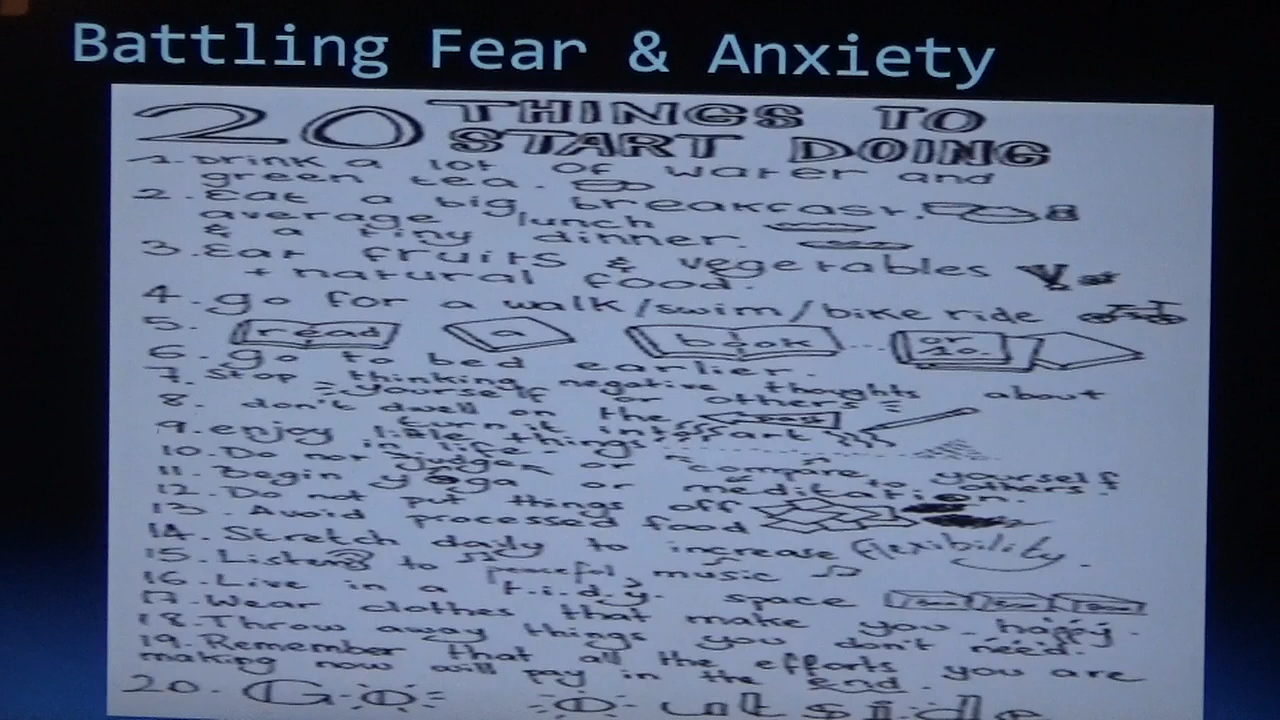 Battling Fear & Anxiety
20 THINGS TO
START DOING
1. Drink a lot of water and
green tea.
2. Eat a big breakfast,
average lunch
& a tiny dinner.
3. Eat fruits & vegetables
+ natural food.
4. go for a walk/swim/bike ride
5. read a book ... or 10.
6. go to bed earlier.
7. Stop thinking negative thoughts about
yourself or others
8. don't dwell on the past
turn it into art
9. enjoy little things
in life.
10. Do not judge or compare yourself
to others.
11. Begin yoga or meditation.
12. Do not put things off
13. Avoid processed food
14. Stretch daily to increase flexibility.
15. Listen to peaceful music
16. Live in a t.i.d.y. space
17. Wear clothes that make you happy.
18. Throw away things you don't need.
19. Remember that all the efforts you are
making now will pay in the end.
20. GO Outside